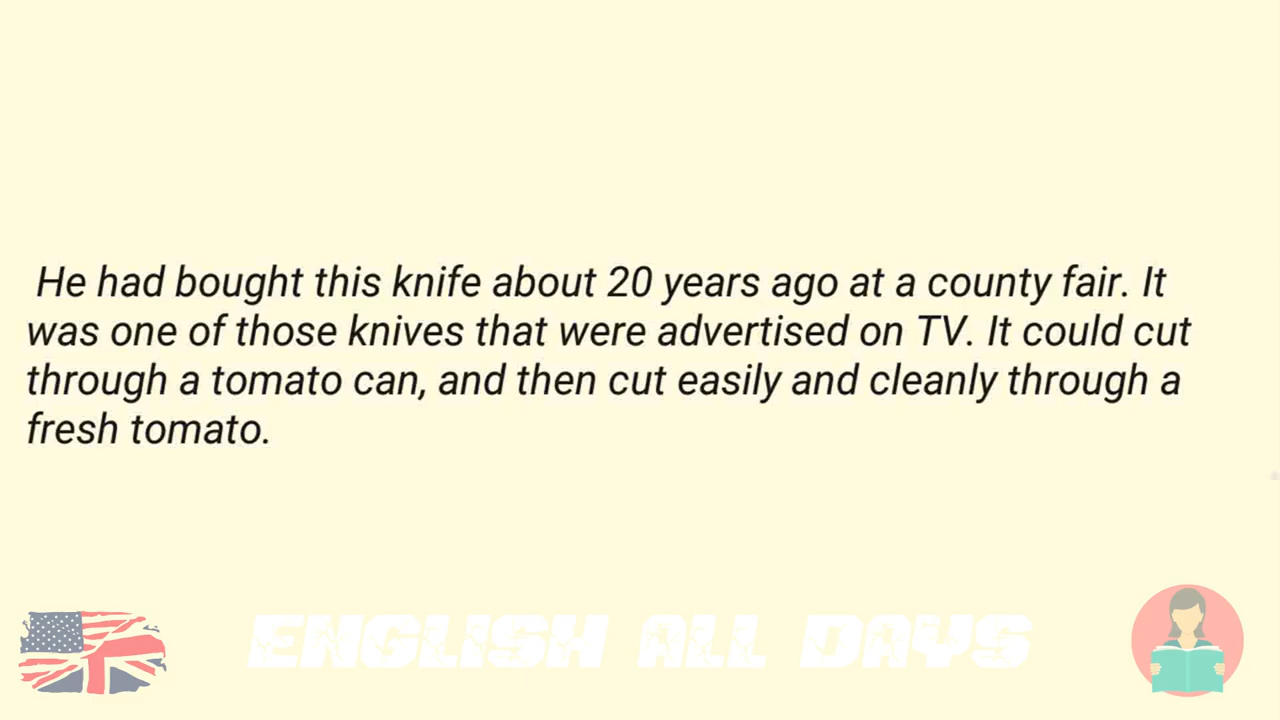 He had bought this knife about 20 years ago at a county fair. It
was one of those knives that were advertised on TV. It could cut
through a tomato can, and then cut easily and cleanly through a
fresh tomato.
ENGLISH ALL DAYS